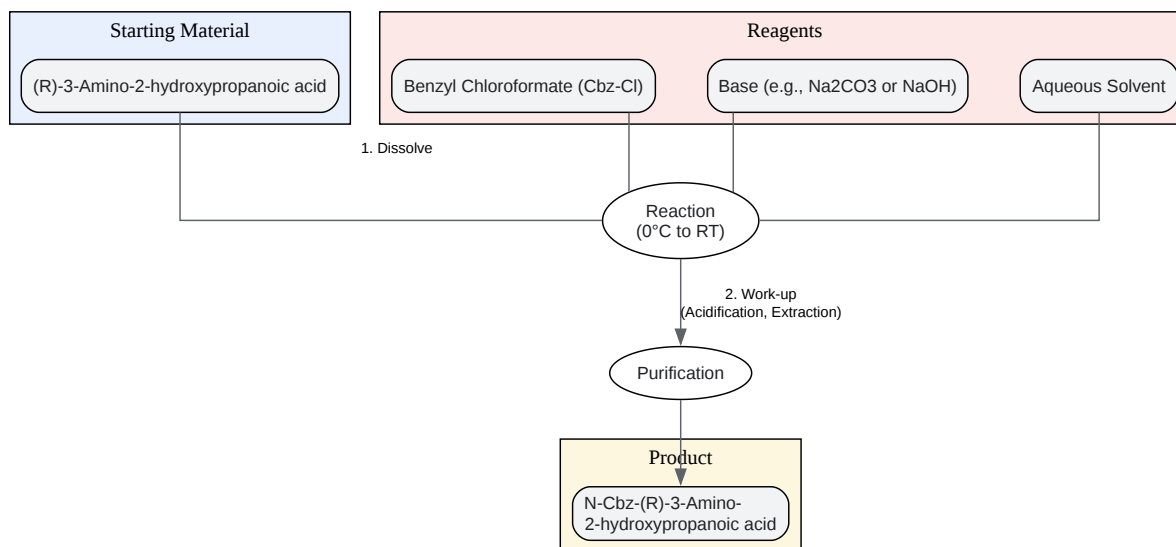 Starting Material
Reagents
(R)-3-Amino-2-hydroxypropanoic acid
Benzyl Chloroformate (Cbz-Cl)
Base (e.g., Na2CO3 or NaOH)
Aqueous Solvent
1. Dissolve
Reaction
(0°C to RT)
2. Work-up
(Acidification, Extraction)
Purification
Product
N-Cbz-(R)-3-Amino-
2-hydroxypropanoic acid